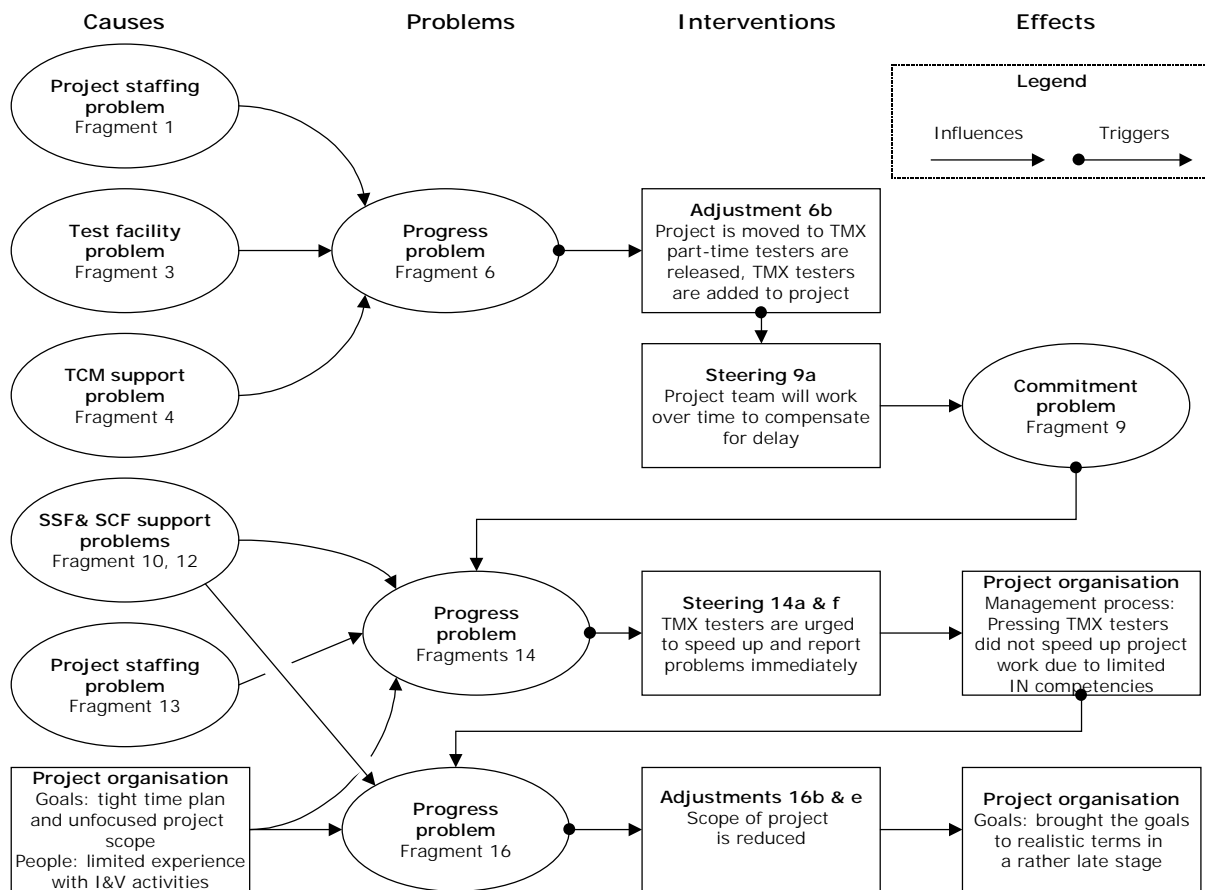 Causes
Problems
Interventions
Effects
Legend
Influences
Triggers
Project staffing
problem
Fragment 1
Test facility
problem
Fragment 3
TCM support
problem
Fragment 4
Progress
problem
Fragment 6
Adjustment 6b
Project is moved to TMX
part-time testers are
released, TMX testers
are added to project
Steering 9a
Project team will work
over time to compensate
for delay
Commitment
problem
Fragment 9
SSF& SCF support
problems
Fragment 10, 12
Project staffing
problem
Fragment 13
Progress
problem
Fragments 14
Steering 14a & f
TMX testers are urged
to speed up and report
problems immediately
Project organisation
Management process:
Pressing TMX testers
did not speed up project
work due to limited
IN competencies
Project organisation
Goals: tight time plan
and unfocused project
scope
People: limited experience
with I&V activities
Progress
problem
Fragment 16
Adjustments 16b & e
Scope of project
is reduced
Project organisation
Goals: brought the goals
to realistic terms in
a rather late stage